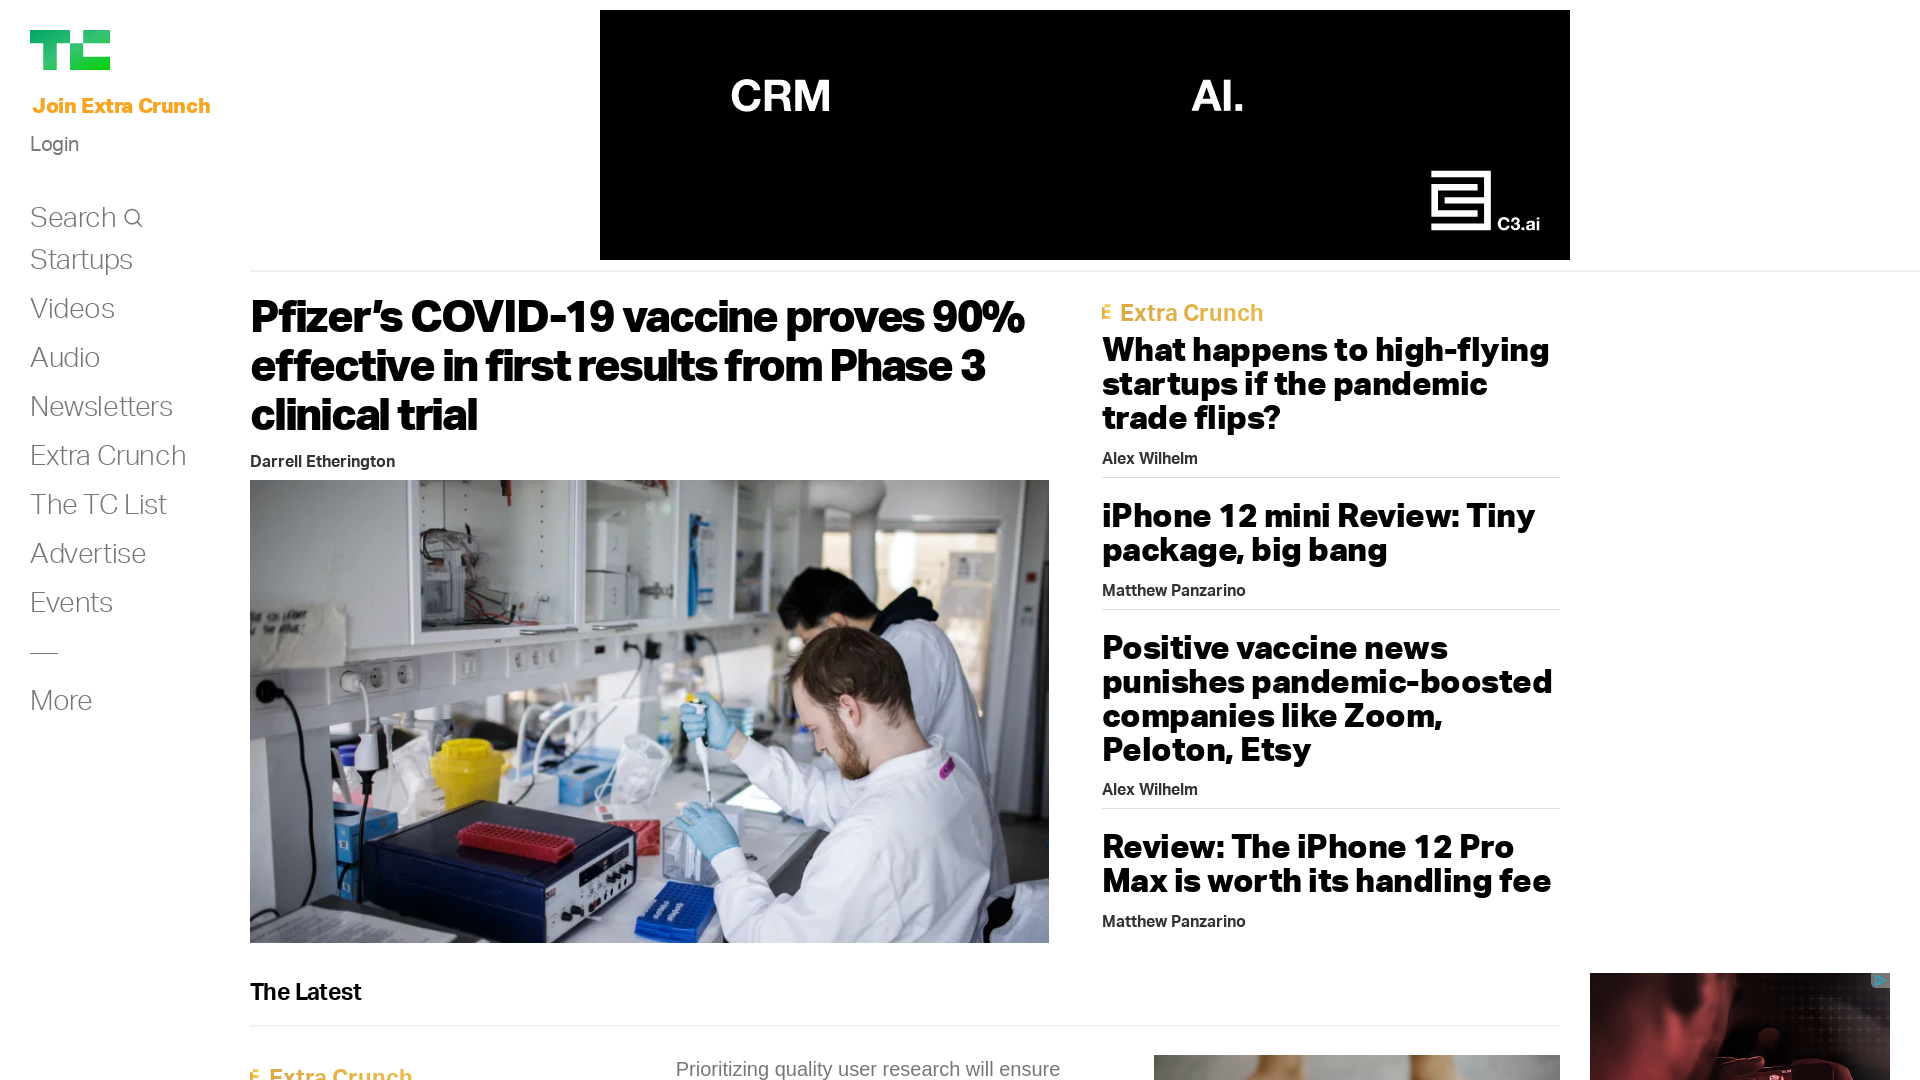 TC
Join Extra Crunch
Login
Search
Startups
Videos
Audio
Newsletters
Extra Crunch
The TC List
Advertise
Events
—
More
CRM
AI.
C3.ai
Pfizer’s COVID-19 vaccine proves 90%
effective in first results from Phase 3
clinical trial
Darrell Etherington
Extra Crunch
What happens to high-flying
startups if the pandemic
trade flips?
Alex Wilhelm
iPhone 12 mini Review: Tiny
package, big bang
Matthew Panzarino
Positive vaccine news
punishes pandemic-boosted
companies like Zoom,
Peloton, Etsy
Alex Wilhelm
Review: The iPhone 12 Pro
Max is worth its handling fee
Matthew Panzarino
The Latest
Extra Crunch
Prioritizing quality user research will ensure